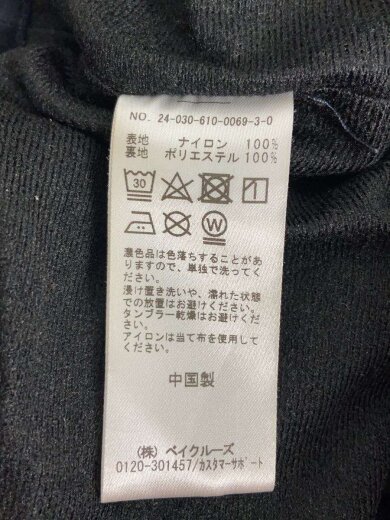 NO. 24-030-610-0069-3-0
表地 ナイロン 100%
裏地 ポリエステル 100%
30
W
濃色品は色落ちすることがあ
りますので、単独で洗ってく
ださい。
浸け置き洗いや、濡れた状態
での放置はお避けください。
タンブラー乾燥はお避けくだ
さい。
アイロンは当て布を使用して
ください。
中国製
(株) ベイクルーズ
0120-301457/カスタマーサポート